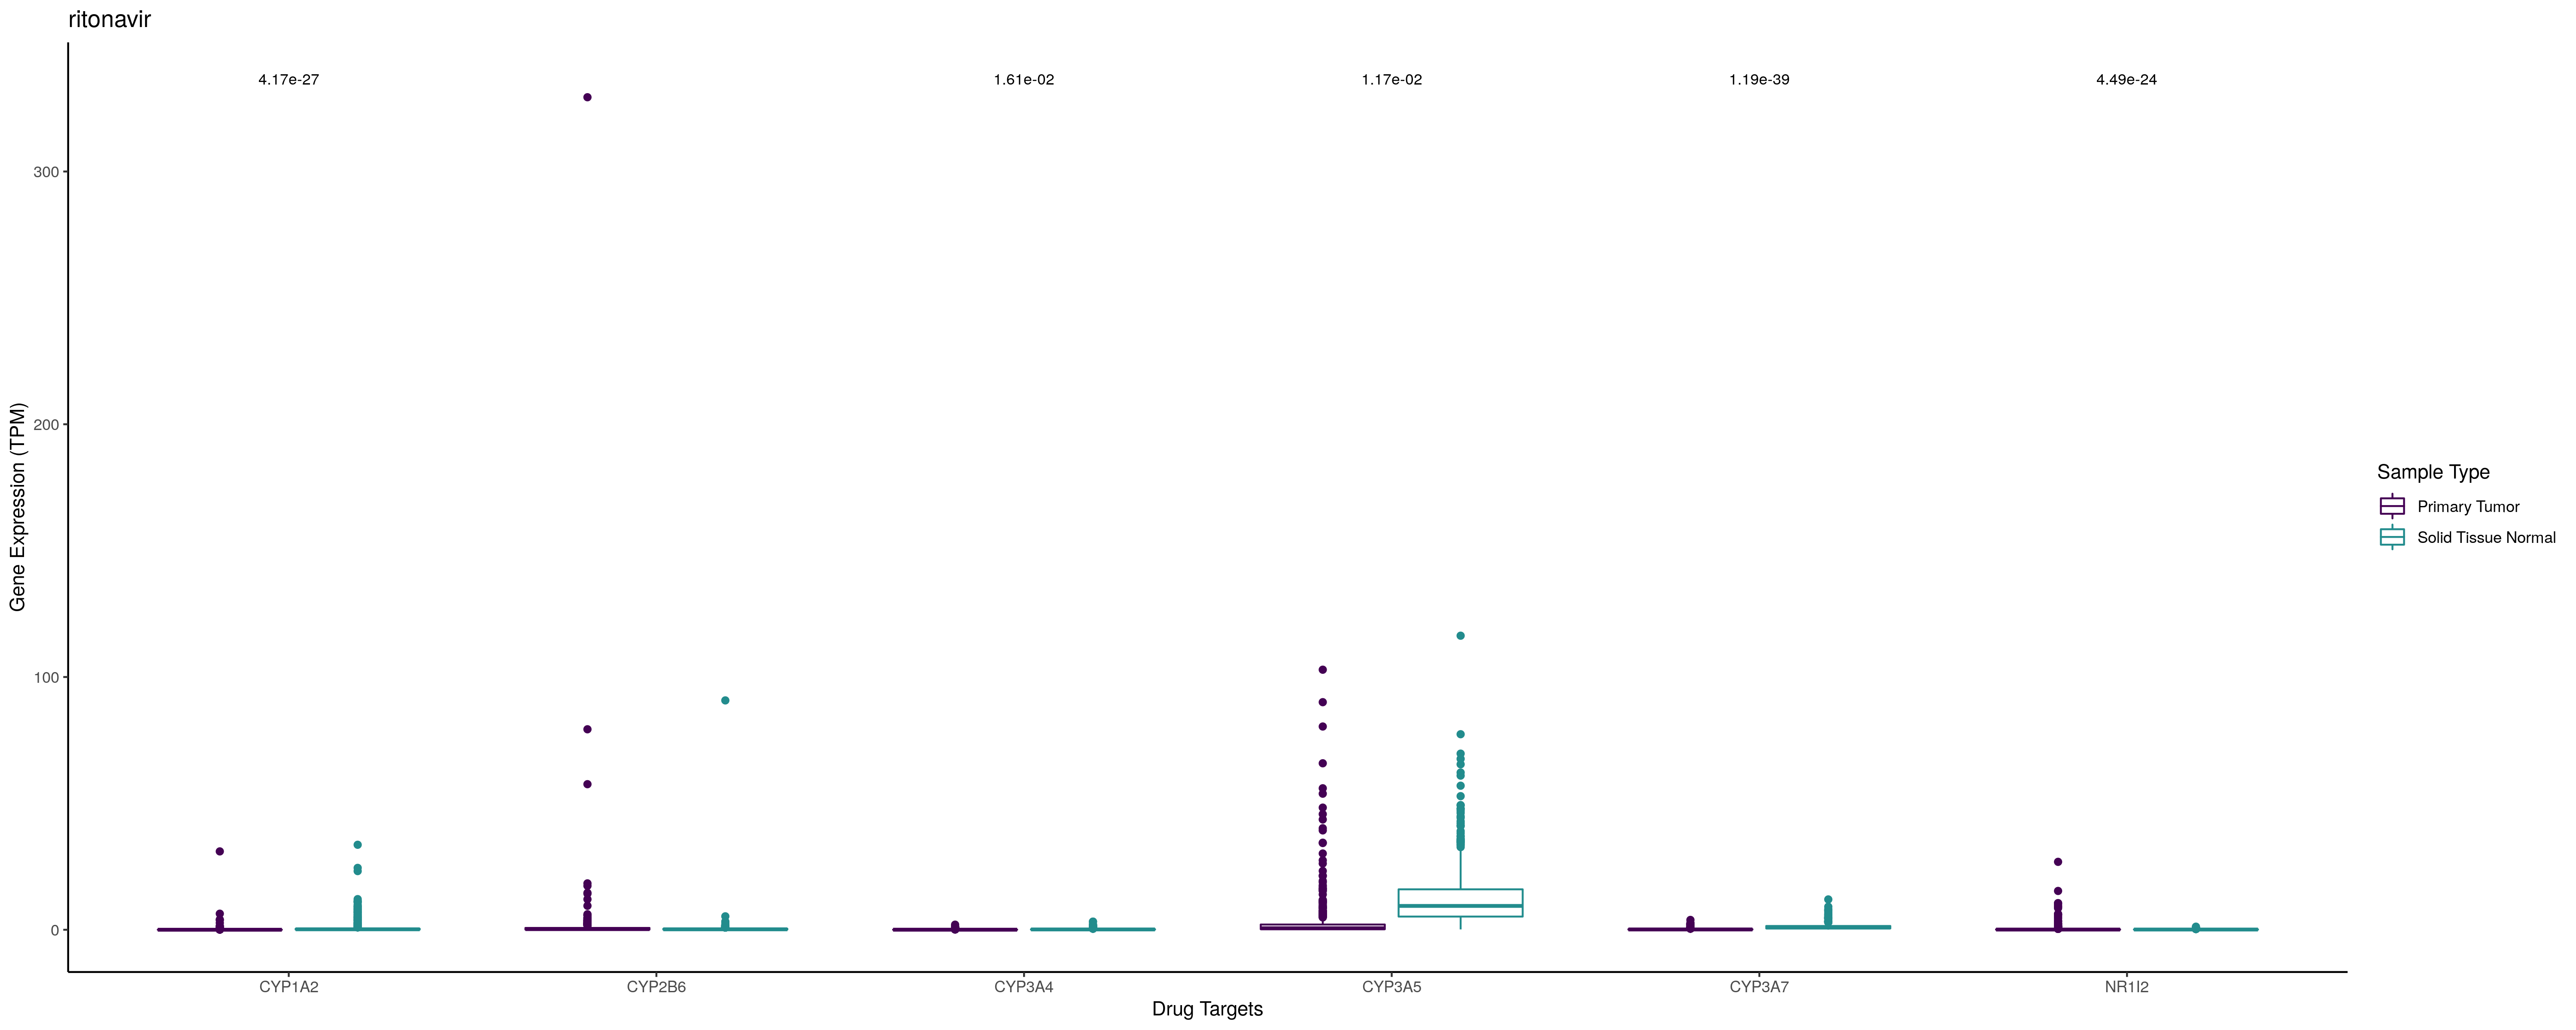 ritonavir
4.17e-27
1.61e-02
1.17e-02
1.19e-39
4.49e-24
Gene Expression (TPM)
300
200
100
0
CYP1A2
CYP2B6
CYP3A4
CYP3A5
CYP3A7
NR1I2
Drug Targets
Sample Type
Primary Tumor
Solid Tissue Normal